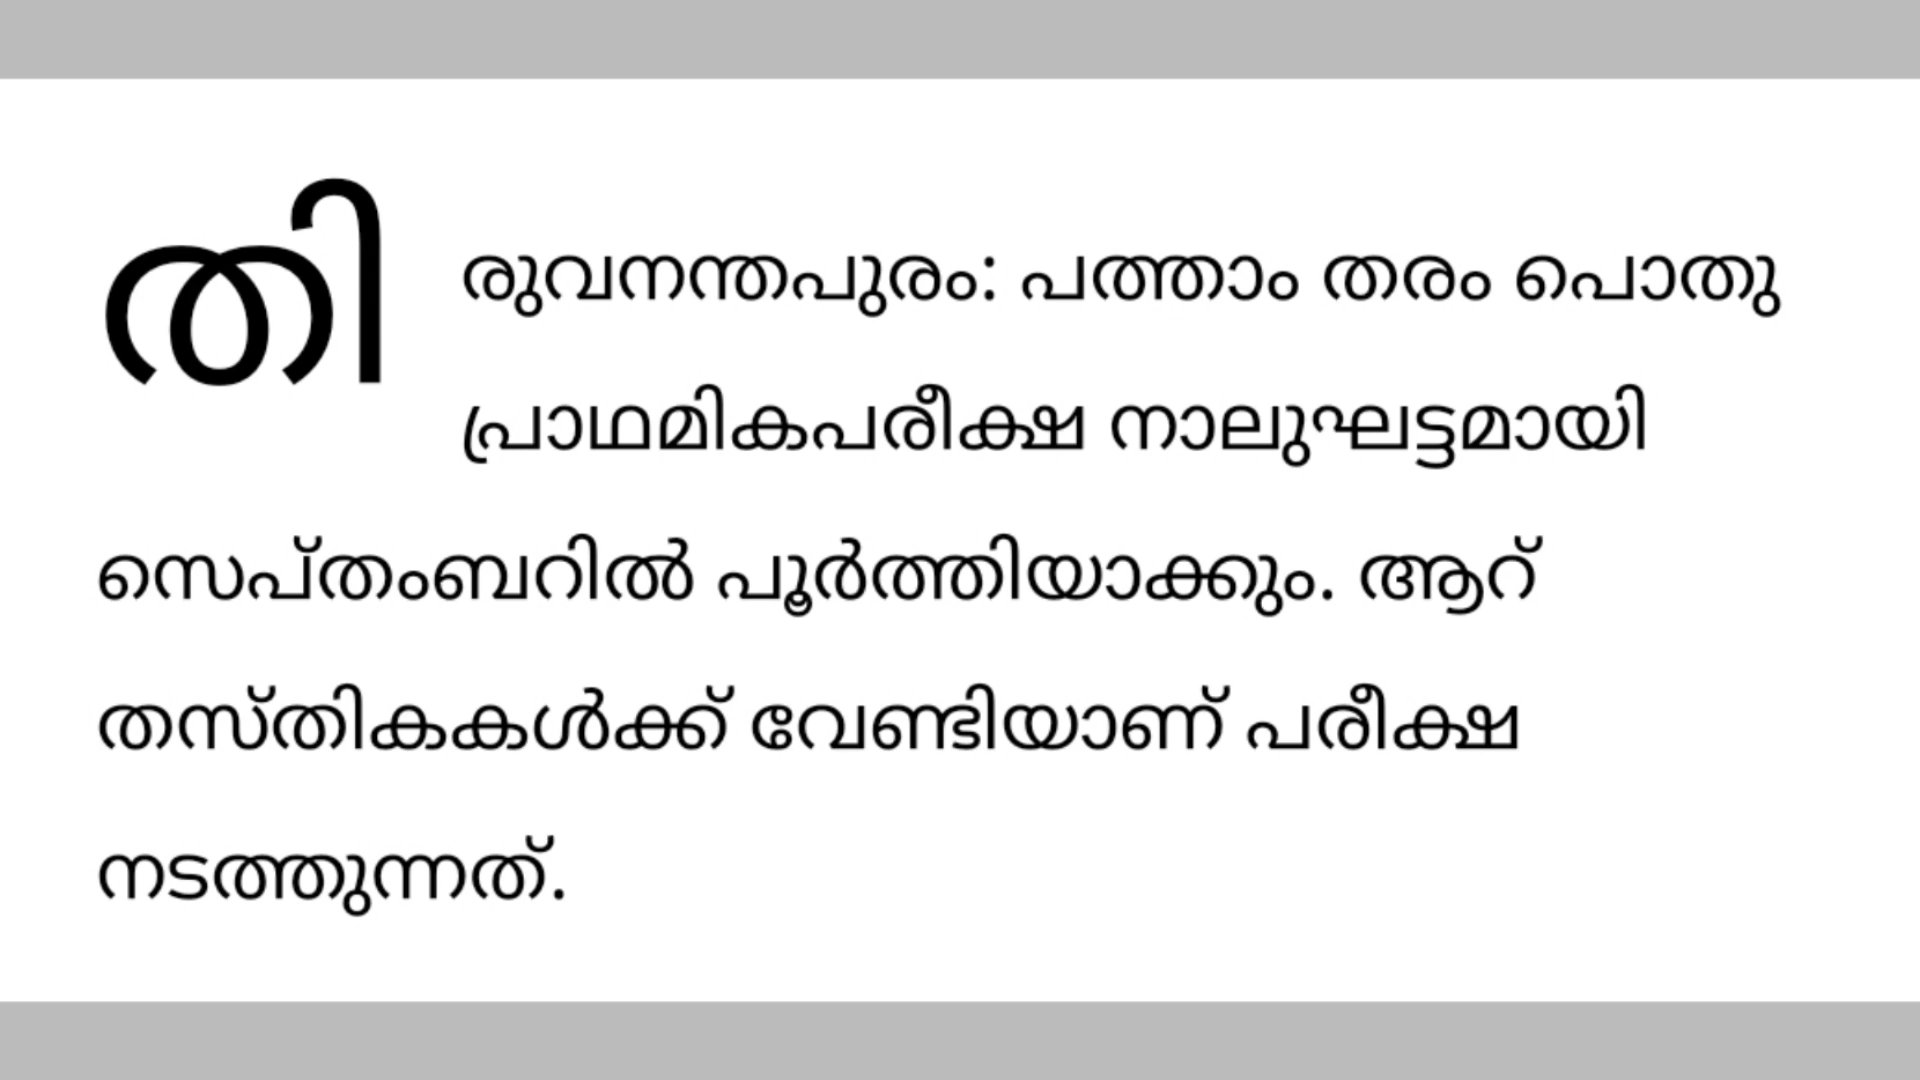 തിരുവനന്തപുരം: പത്താം തരം പൊതു
പ്രാഥമികപരീക്ഷ നാലുഘട്ടമായി
സെപ്തംബറിൽ പൂർത്തിയാക്കും. ആറ്
തസ്തികകൾക്ക് വേണ്ടിയാണ് പരീക്ഷ
നടത്തുന്നത്.